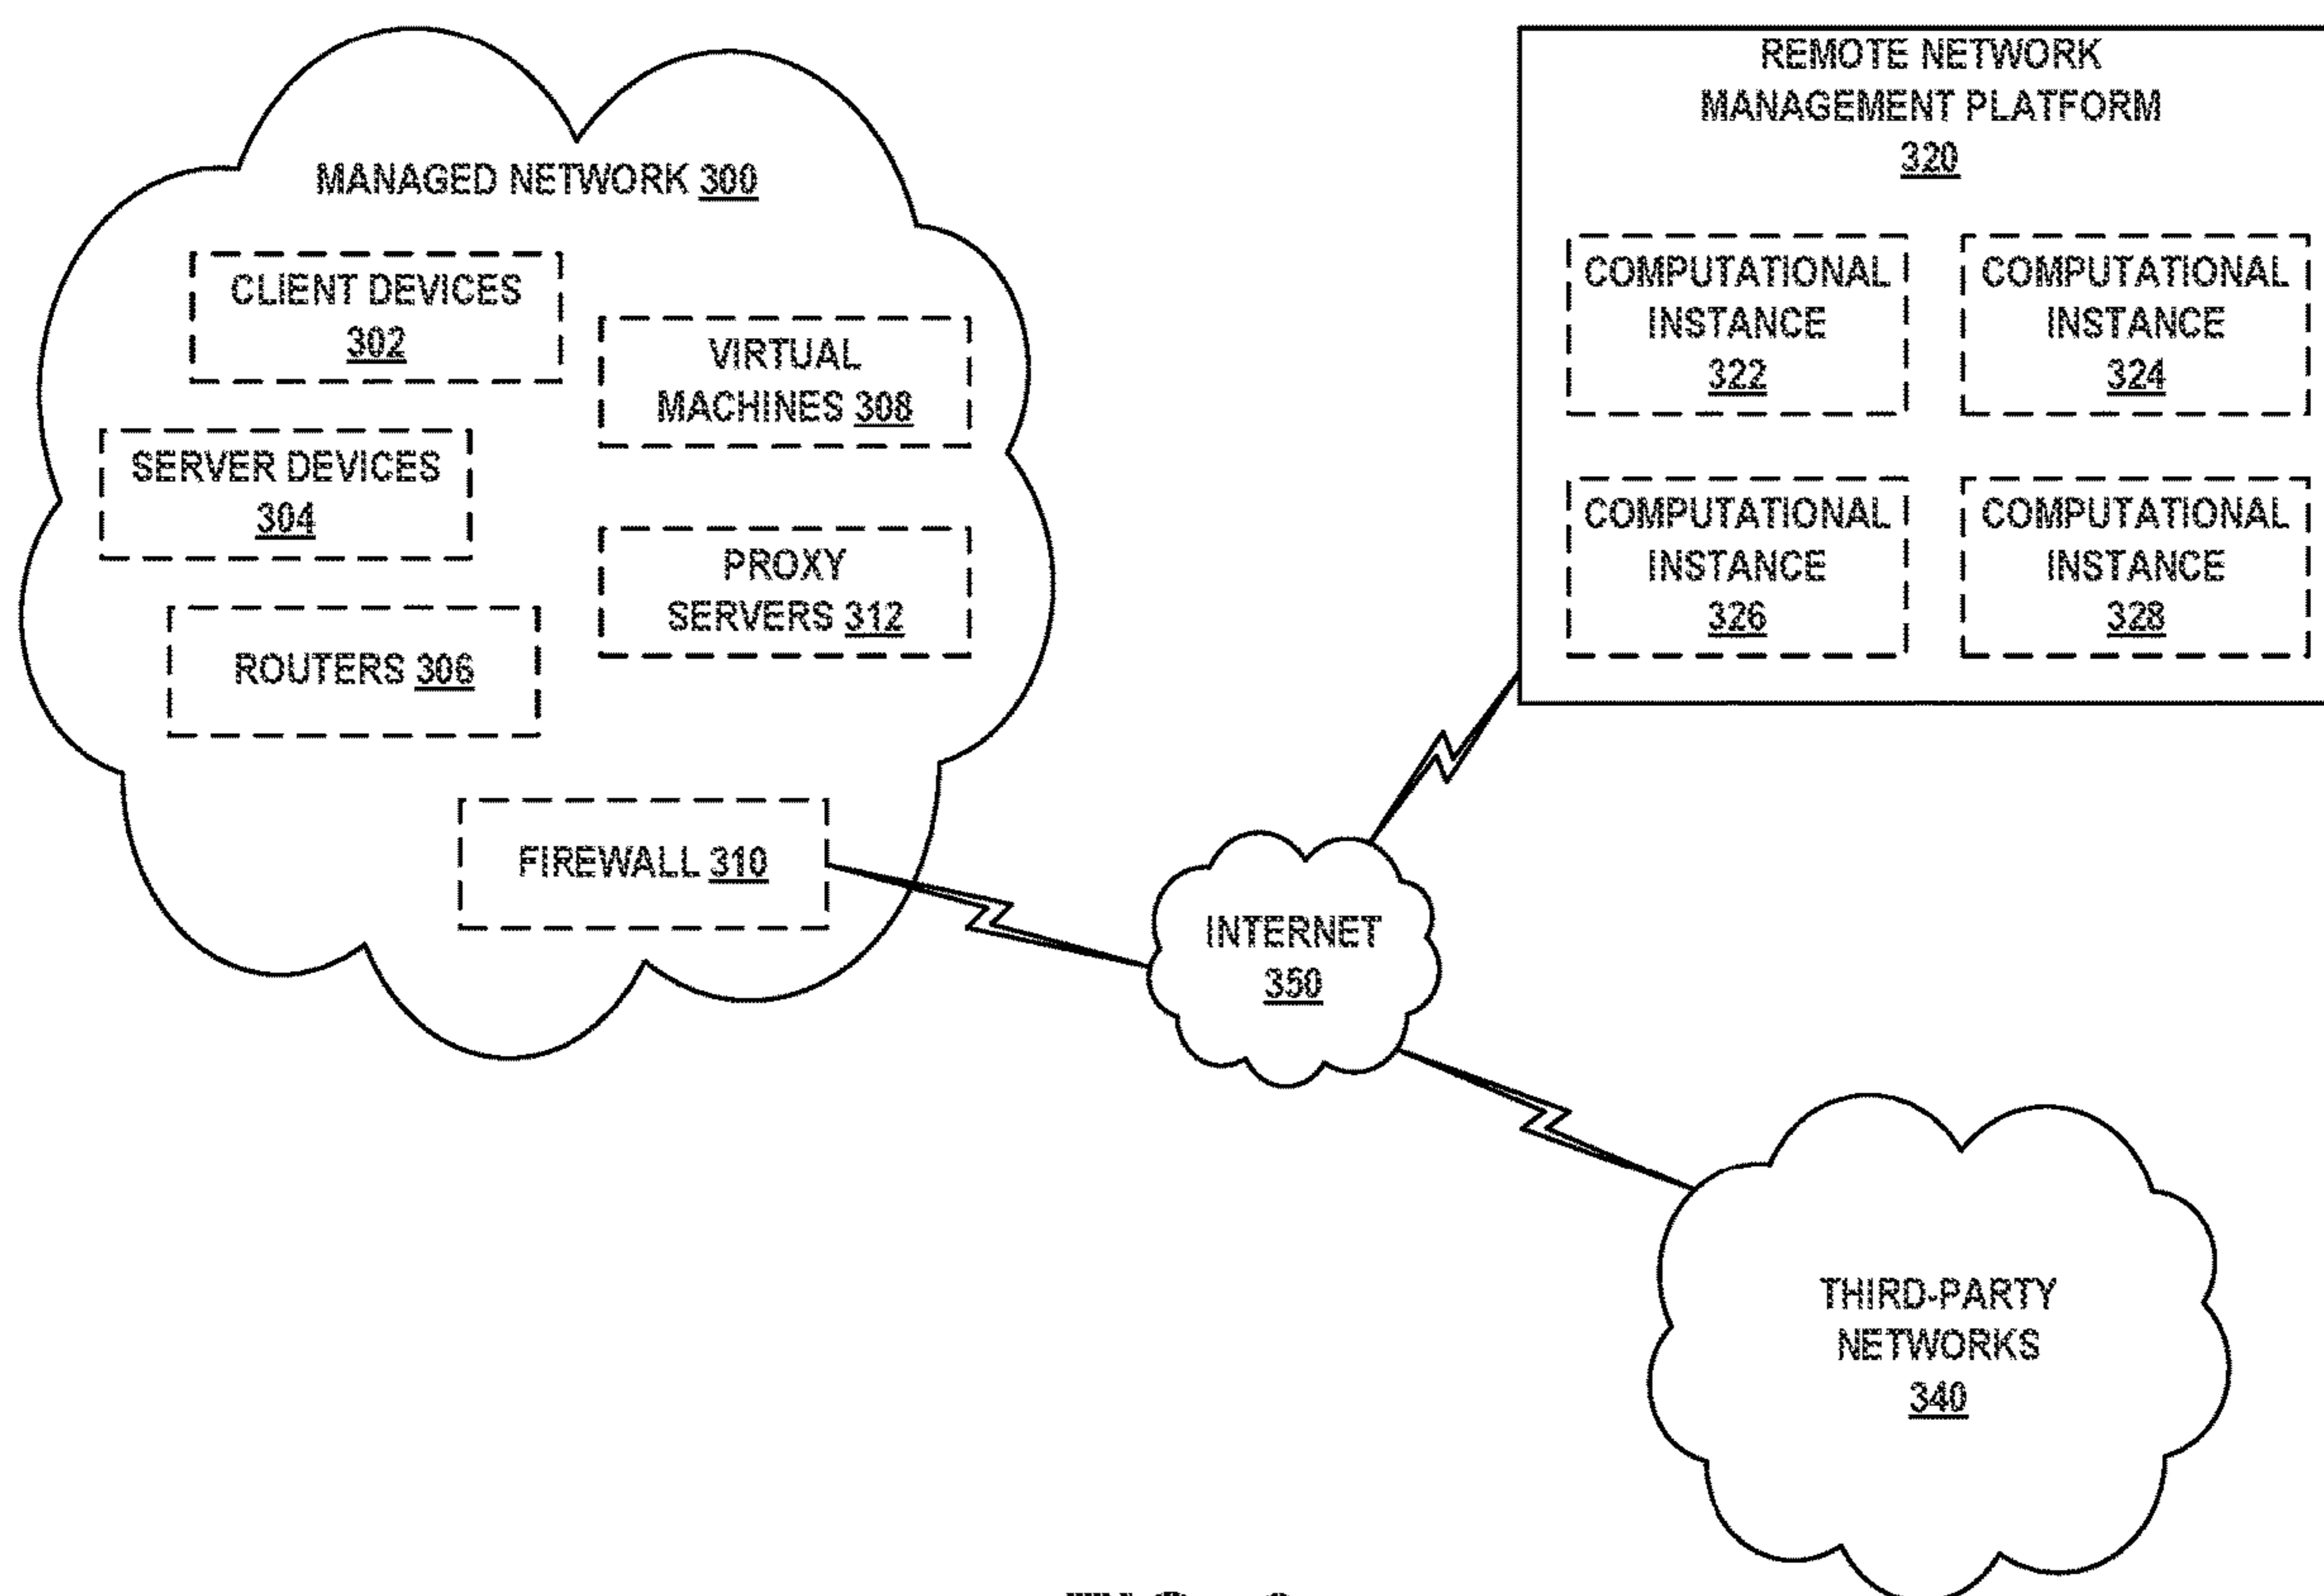 MANAGED NETWORK 300
CLIENT DEVICES
302
VIRTUAL
MACHINES 308
SERVER DEVICES
304
PROXY
SERVERS 312
ROUTERS 306
FIREWALL 310
REMOTE NETWORK
MANAGEMENT PLATFORM
320
COMPUTATIONAL
INSTANCE
322
COMPUTATIONAL
INSTANCE
324
COMPUTATIONAL
INSTANCE
326
COMPUTATIONAL
INSTANCE
328
INTERNET
350
THIRD-PARTY
NETWORKS
340